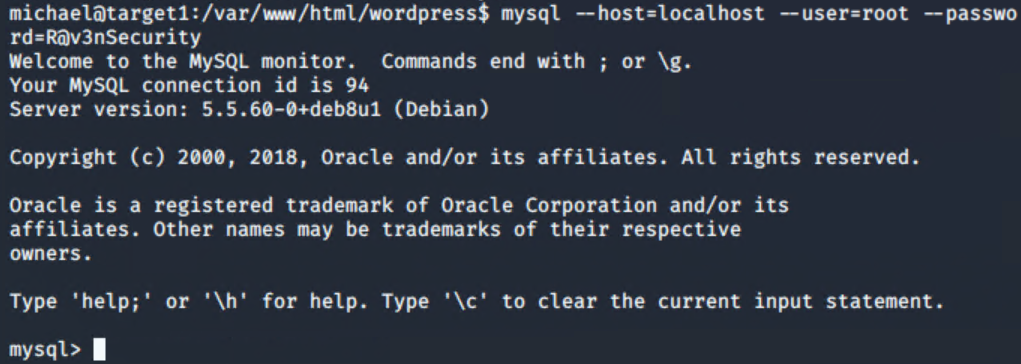 michael@target1:/var/www/html/wordpress$ mysql --host=localhost --user=root --passwo
rd=R@v3nSecurity
Welcome to the MySQL monitor.  Commands end with ; or \g.
Your MySQL connection id is 94
Server version: 5.5.60-0+deb8u1 (Debian)
Copyright (c) 2000, 2018, Oracle and/or its affiliates. All rights reserved.
Oracle is a registered trademark of Oracle Corporation and/or its
affiliates. Other names may be trademarks of their respective
owners.
Type 'help;' or '\h' for help. Type '\c' to clear the current input statement.
mysql>